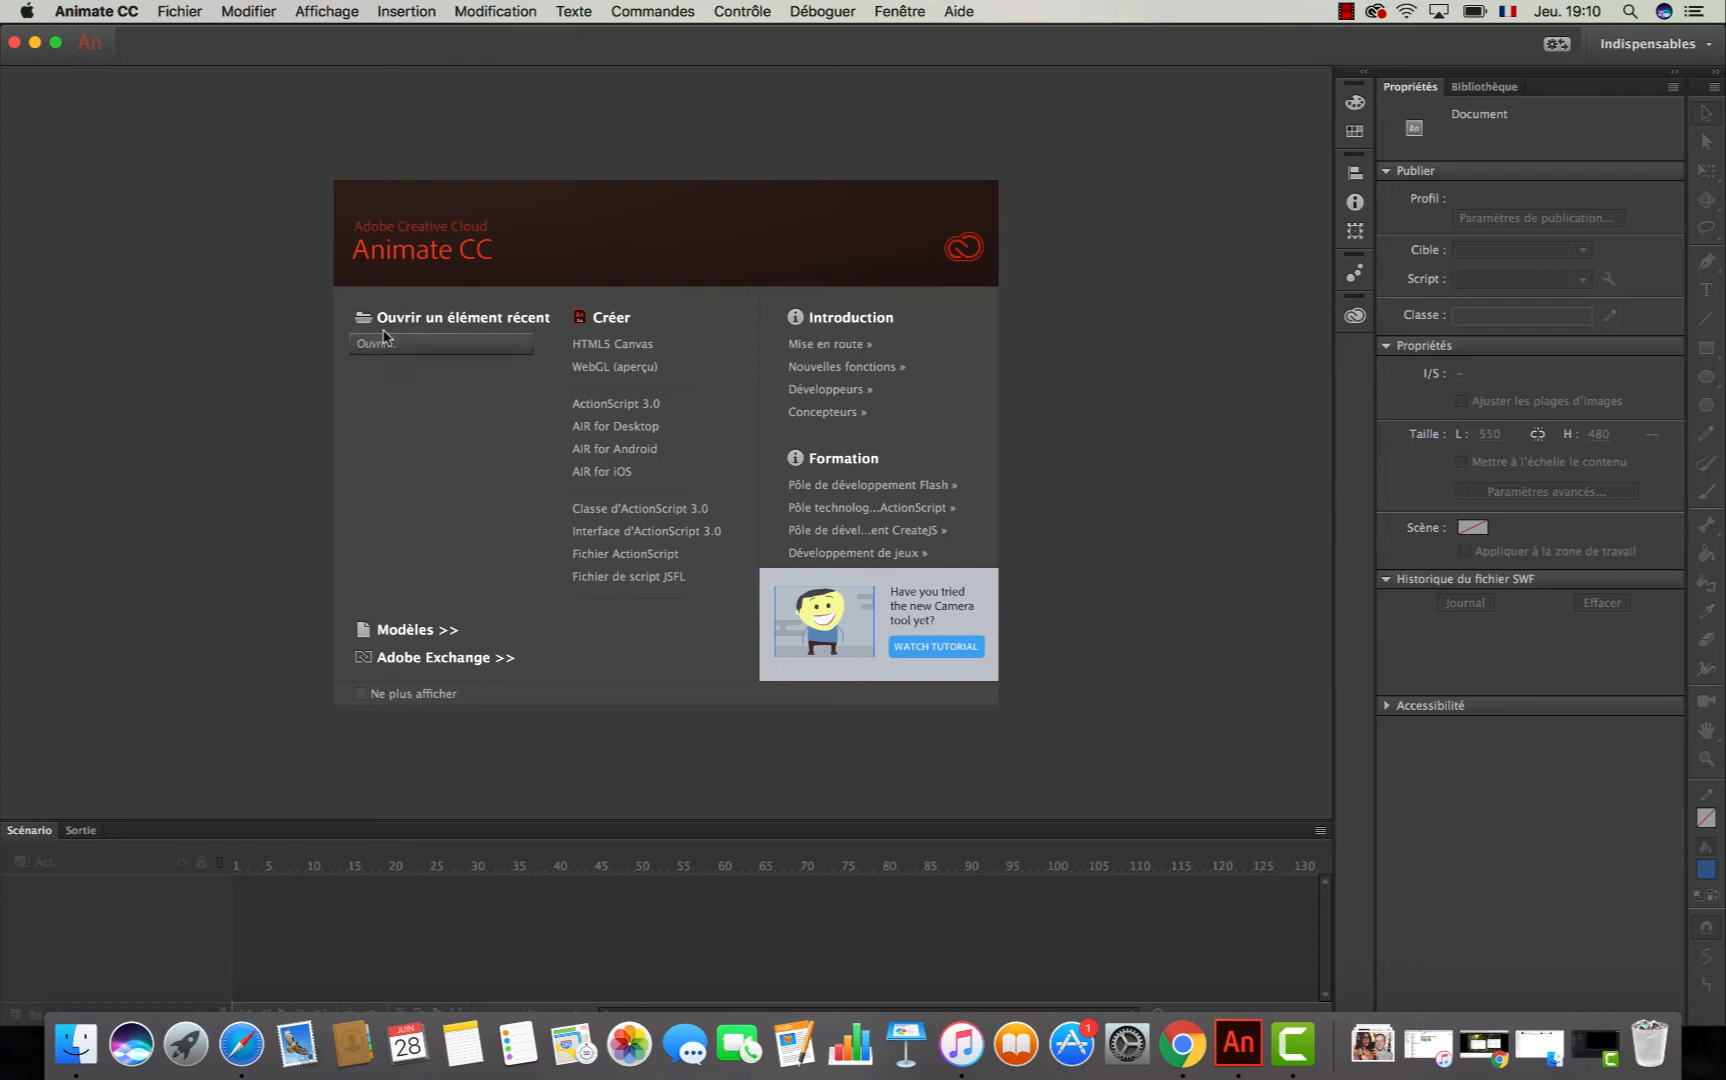 Animate CC Fichier Modifier Affichage Insertion Modification Texte Commandes Contrôle Déboguer Fenêtre Aide Jeu. 19:10
An Indispensables
Propriétés Bibliothèque
An Document
Publier
Profil :
Paramètres de publication...
Cible :
Script :
Classe :
Propriétés
I/S : --
Ajuster les plages d'images
Taille : L : 550 H : 480 --
Mettre à l'échelle le contenu
Paramètres avancés...
Scène :
Appliquer à la zone de travail
Historique du fichier SWF
Journal Effacer
Accessibilité
Adobe Creative Cloud
Animate CC
Ouvrir un élément récent
Ouvrir.
Modèles >>
Adobe Exchange >>
Ne plus afficher
Créer
HTML5 Canvas
WebGL (aperçu)
ActionScript 3.0
AIR for Desktop
AIR for Android
AIR for iOS
Classe d'ActionScript 3.0
Interface d'ActionScript 3.0
Fichier ActionScript
Fichier de script JSFL
Introduction
Mise en route »
Nouvelles fonctions »
Développeurs »
Concepteurs »
Formation
Pôle de développement Flash »
Pôle technolog...ActionScript »
Pôle de dével...ent CreateJS »
Développement de jeux »
Have you tried
the new Camera
tool yet?
WATCH TUTORIAL
Scénario Sortie
Act. 1 5 10 15 20 25 30 35 40 45 50 55 60 65 70 75 80 85 90 95 100 105 110 115 120 125 130
JUIN
28
3D
1
An